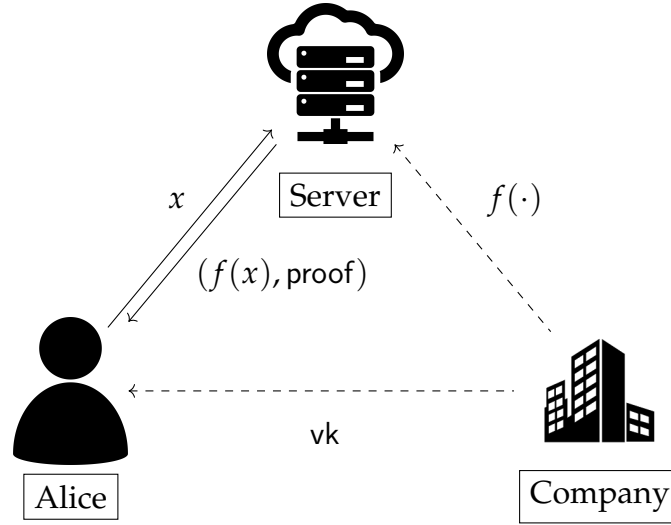 Server
x
f(·)
(f(x), proof)
vk
Alice
Company